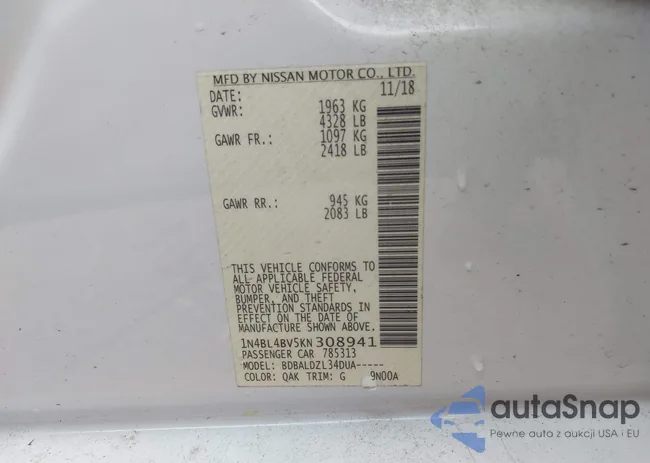 MFD BY NISSAN MOTOR CO., LTD.
DATE: 11/18
GVWR: 1963 KG
4328 LB
GAWR FR.: 1097 KG
2418 LB
GAWR RR.: 945 KG
2083 LB
THIS VEHICLE CONFORMS TO
ALL APPLICABLE FEDERAL
MOTOR VEHICLE SAFETY,
BUMPER, AND THEFT
PREVENTION STANDARDS IN
EFFECT ON THE DATE OF
MANUFACTURE SHOWN ABOVE.
1N4BL4BV5KN308941
PASSENGER CAR 785313
MODEL: BDBALDZL34DUA-----
COLOR: QAK TRIM: G 9N00A
autoSnap
Pewne auta z aukcji USA i EU